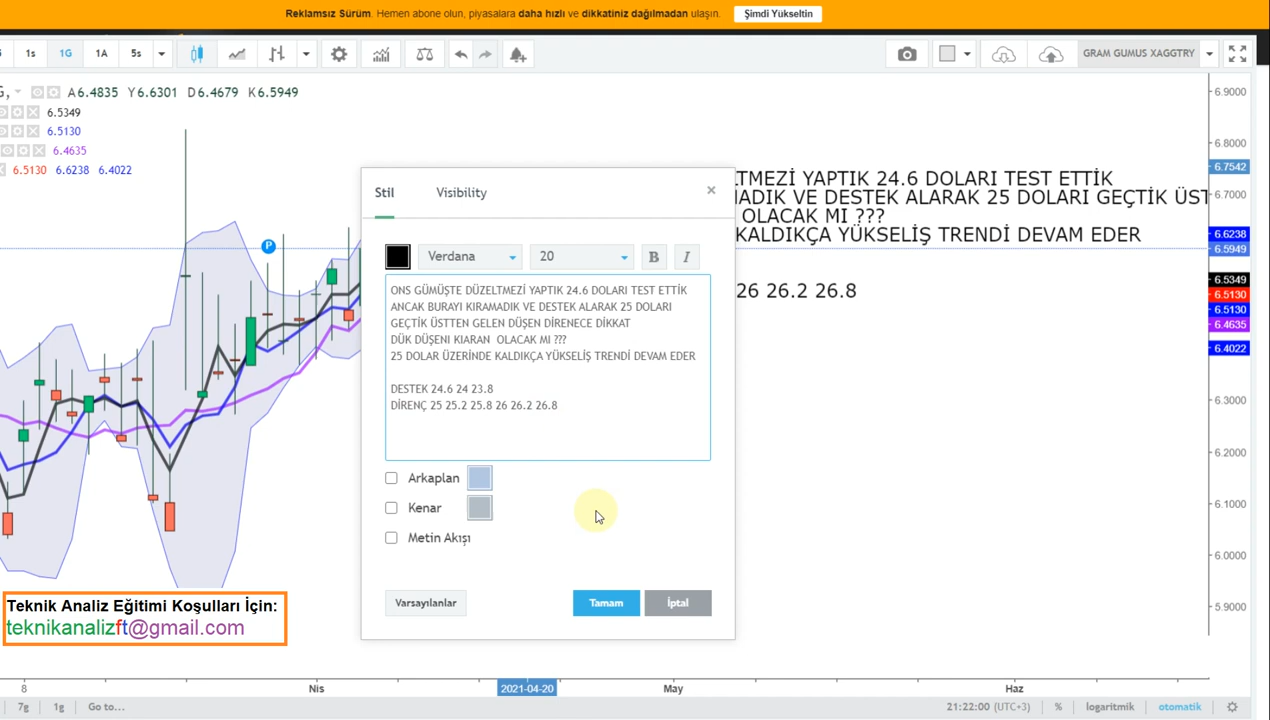 Reklamsız Sürüm. Hemen abone olun, piyasalara daha hızlı ve dikkatiniz dağılmadan ulaşın. Şimdi Yükseltin
1s 1G 1A 5s GRAM GUMUS XAGGTRY
G, A6.4835 Y6.6301 D6.4679 K6.5949
6.5349
6.5130
6.4635
6.5130 6.6238 6.4022
P
Stil Visibility
Verdana 20 B I
ONS GÜMÜŞTE DÜZELTMEZİ YAPTIK 24.6 DOLARI TEST ETTİK
ANCAK BURAYI KIRAMADIK VE DESTEK ALARAK 25 DOLARI
GEÇTİK ÜSTTEN GELEN DÜŞEN DİRENECE DİKKAT
DÜK DÜŞENI KIARAN  OLACAK MI ???
25 DOLAR ÜZERİNDE KALDIKÇA YÜKSELİŞ TRENDİ DEVAM EDER
DESTEK 24.6 24 23.8
DİRENÇ 25 25.2 25.8 26 26.2 26.8
Arkaplan
Kenar
Metin Akışı
Varsayılanlar Tamam İptal
LTMEZİ YAPTIK 24.6 DOLARI TEST ETTİK
MADIK VE DESTEK ALARAK 25 DOLARI GEÇTİK ÜST
OLACAK MI ???
KALDIKÇA YÜKSELİŞ TRENDİ DEVAM EDER
26 26.2 26.8
6.9000
6.8000
6.7542
6.7000
6.6238
6.5949
6.5349
6.5130
6.5130
6.4635
6.4022
6.3000
6.2000
6.1000
6.0000
5.9000
Teknik Analiz Eğitimi Koşulları İçin:
teknikanalizft@gmail.com
8 Nis 2021-04-20 May Haz
7g 1g Go to... 21:22:00 (UTC+3) % logaritmik otomatik